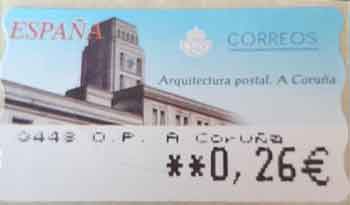 ESPAÑA
CORREOS
Arquitectura postal. A Coruña
0443 O.P. A Coruña
**0,26€